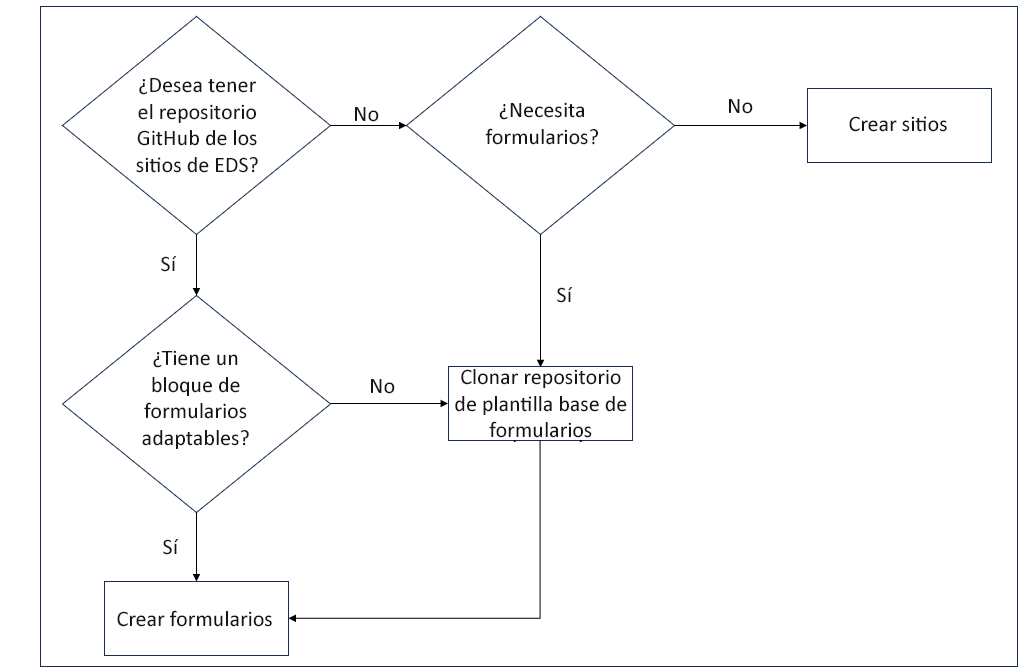 ¿Desea tener
el repositorio
GitHub de los
sitios de EDS?
No
¿Necesita
formularios?
No
Crear sitios
Sí
Sí
¿Tiene un
bloque de
formularios
adaptables?
No
Clonar repositorio
de plantilla base de
formularios
Sí
Crear formularios